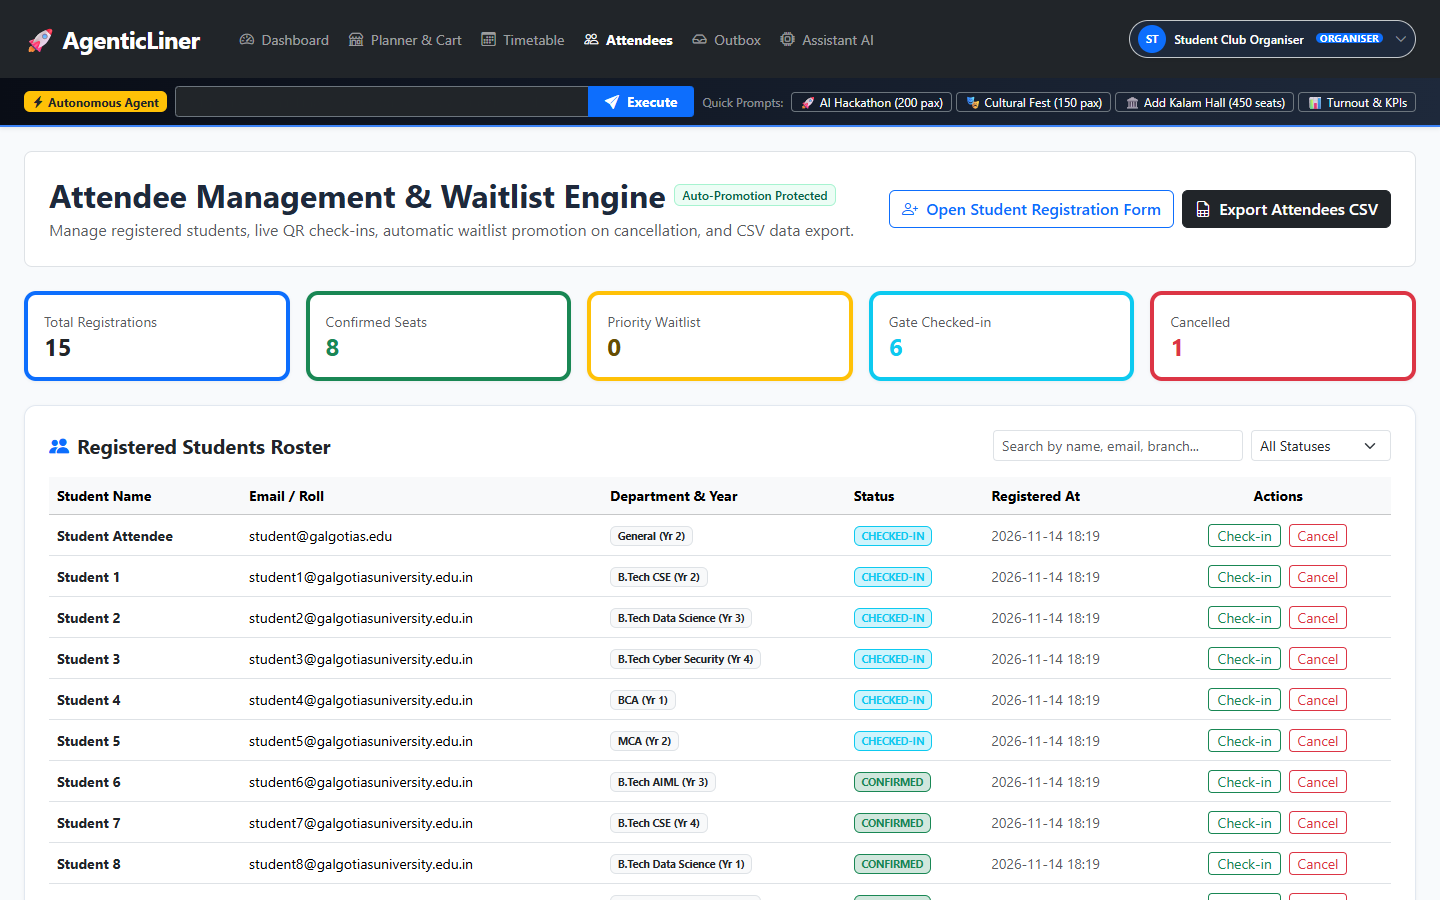 🚀 AgenticLiner
Dashboard
Planner & Cart
Timetable
Attendees
Outbox
Assistant AI
ST Student Club Organiser ORGANISER
Autonomous Agent
Execute
Quick Prompts:
🚀 AI Hackathon (200 pax)
🎭 Cultural Fest (150 pax)
🏛️ Add Kalam Hall (450 seats)
📊 Turnout & KPIs
Attendee Management & Waitlist Engine Auto-Promotion Protected
Manage registered students, live QR check-ins, automatic waitlist promotion on cancellation, and CSV data export.
Open Student Registration Form
Export Attendees CSV
Total Registrations
15
Confirmed Seats
8
Priority Waitlist
0
Gate Checked-in
6
Cancelled
1
Registered Students Roster
Search by name, email, branch...
All Statuses
Student Name Email / Roll Department & Year Status Registered At Actions
Student Attendee student@galgotias.edu General (Yr 2) CHECKED-IN 2026-11-14 18:19 Check-in Cancel
Student 1 student1@galgotiasuniversity.edu.in B.Tech CSE (Yr 2) CHECKED-IN 2026-11-14 18:19 Check-in Cancel
Student 2 student2@galgotiasuniversity.edu.in B.Tech Data Science (Yr 3) CHECKED-IN 2026-11-14 18:19 Check-in Cancel
Student 3 student3@galgotiasuniversity.edu.in B.Tech Cyber Security (Yr 4) CHECKED-IN 2026-11-14 18:19 Check-in Cancel
Student 4 student4@galgotiasuniversity.edu.in BCA (Yr 1) CHECKED-IN 2026-11-14 18:19 Check-in Cancel
Student 5 student5@galgotiasuniversity.edu.in MCA (Yr 2) CHECKED-IN 2026-11-14 18:19 Check-in Cancel
Student 6 student6@galgotiasuniversity.edu.in B.Tech AIML (Yr 3) CONFIRMED 2026-11-14 18:19 Check-in Cancel
Student 7 student7@galgotiasuniversity.edu.in B.Tech CSE (Yr 4) CONFIRMED 2026-11-14 18:19 Check-in Cancel
Student 8 student8@galgotiasuniversity.edu.in B.Tech Data Science (Yr 1) CONFIRMED 2026-11-14 18:19 Check-in Cancel